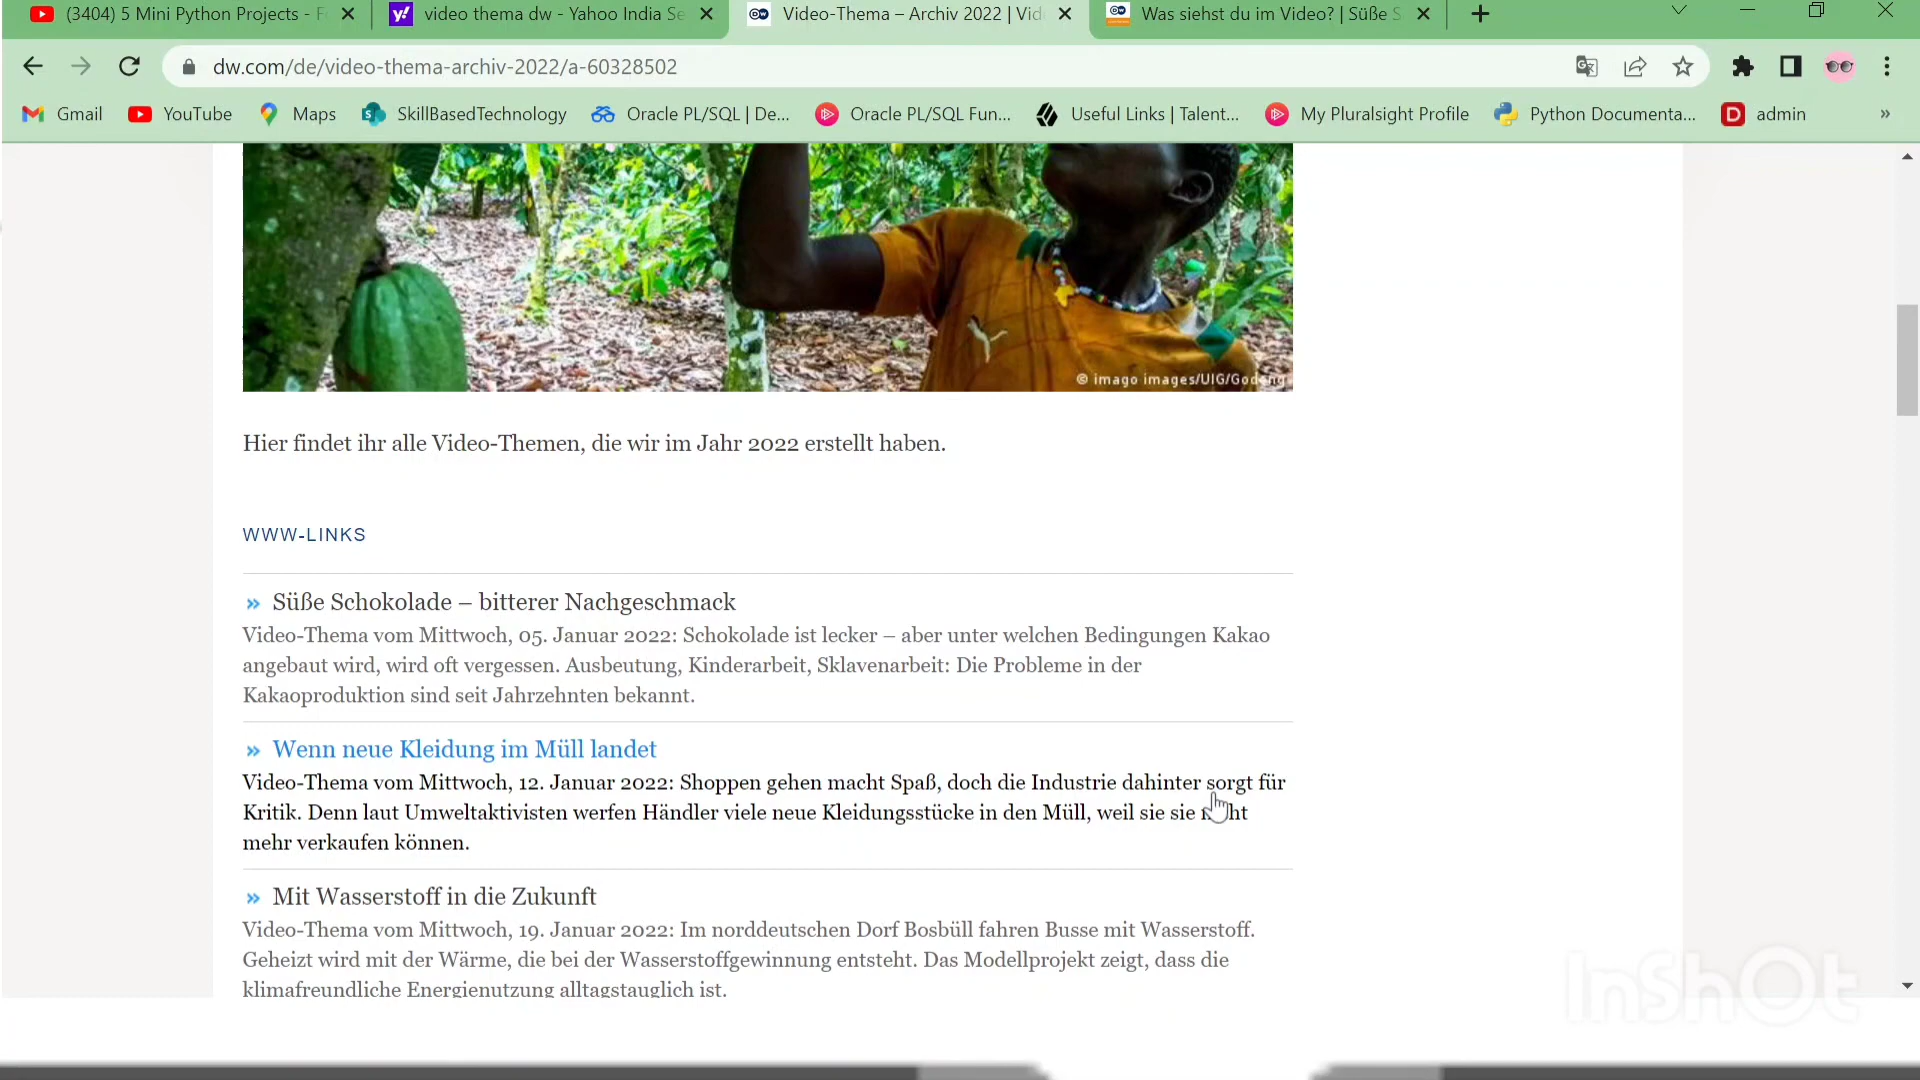 (3404) 5 Mini Python Projects - F
video thema dw - Yahoo India Se
Video-Thema – Archiv 2022 | Vid
Was siehst du im Video? | Süße S
dw.com/de/video-thema-archiv-2022/a-60328502
Gmail
YouTube
Maps
SkillBasedTechnology
Oracle PL/SQL | De...
Oracle PL/SQL Fun...
Useful Links | Talent...
My Pluralsight Profile
Python Documenta...
admin
© imago images/UIG/Godong
Hier findet ihr alle Video-Themen, die wir im Jahr 2022 erstellt haben.
WWW-LINKS
» Süße Schokolade – bitterer Nachgeschmack
Video-Thema vom Mittwoch, 05. Januar 2022: Schokolade ist lecker – aber unter welchen Bedingungen Kakao
angebaut wird, wird oft vergessen. Ausbeutung, Kinderarbeit, Sklavenarbeit: Die Probleme in der
Kakaoproduktion sind seit Jahrzehnten bekannt.
» Wenn neue Kleidung im Müll landet
Video-Thema vom Mittwoch, 12. Januar 2022: Shoppen gehen macht Spaß, doch die Industrie dahinter sorgt für
Kritik. Denn laut Umweltaktivisten werfen Händler viele neue Kleidungsstücke in den Müll, weil sie sie nicht
mehr verkaufen können.
» Mit Wasserstoff in die Zukunft
Video-Thema vom Mittwoch, 19. Januar 2022: Im norddeutschen Dorf Bosbüll fahren Busse mit Wasserstoff.
Geheizt wird mit der Wärme, die bei der Wasserstoffgewinnung entsteht. Das Modellprojekt zeigt, dass die
klimafreundliche Energienutzung alltagstauglich ist.
InShOt